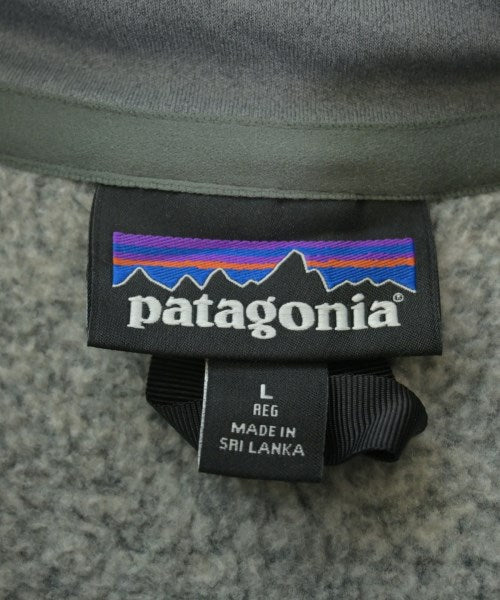 patagonia®
L
REG
MADE IN
SRI LANKA